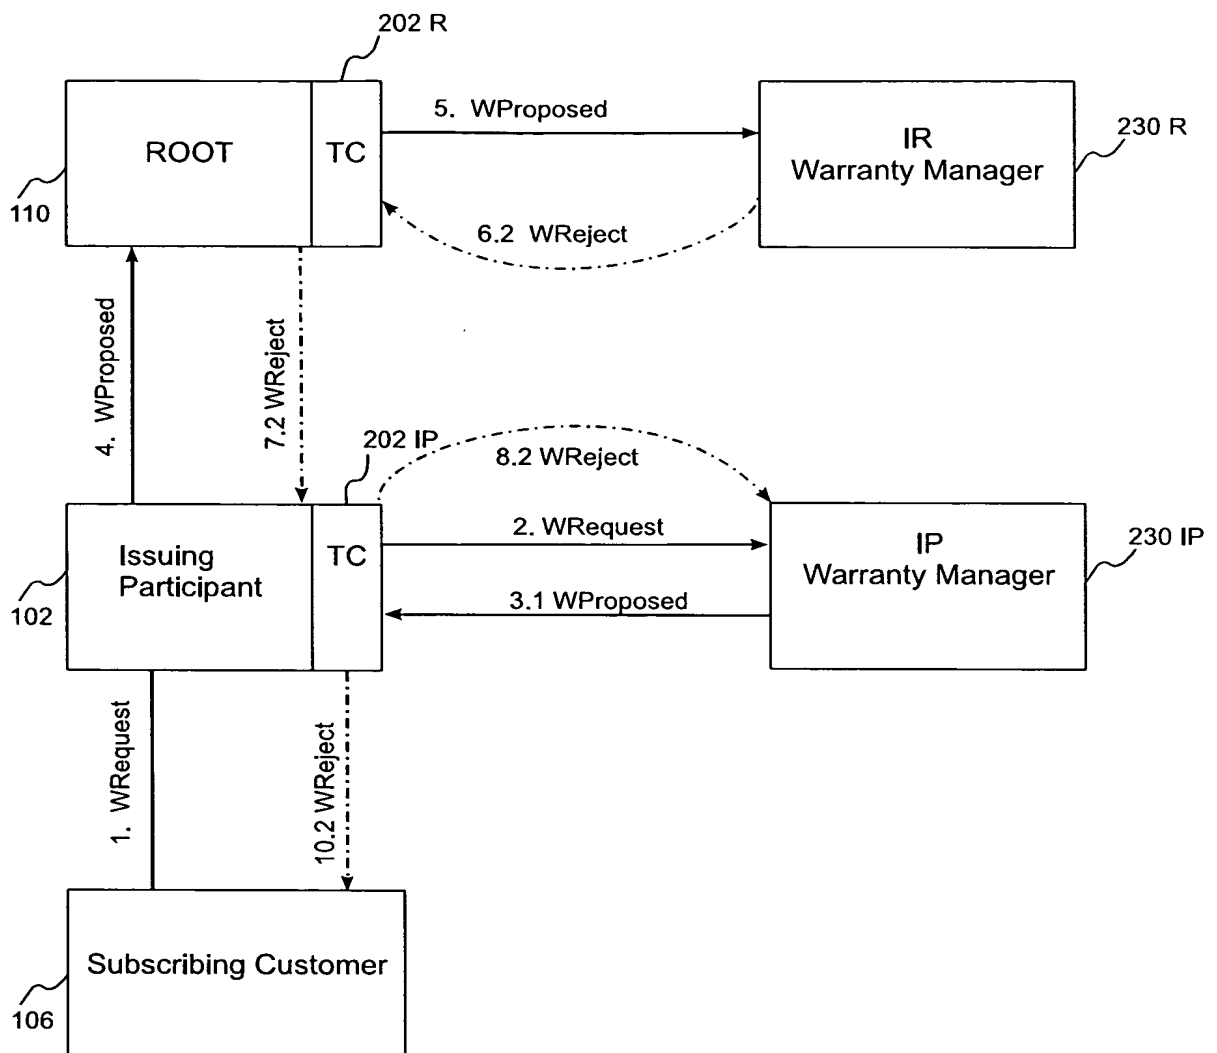 202 R
ROOT
TC
5. WProposed
IR
Warranty Manager
230 R
110
6.2 WReject
4. WProposed
7.2 WReject
202 IP
8.2 WReject
Issuing
Participant
TC
2. WRequest
IP
Warranty Manager
230 IP
3.1 WProposed
102
1. WRequest
10.2 WReject
Subscribing Customer
106